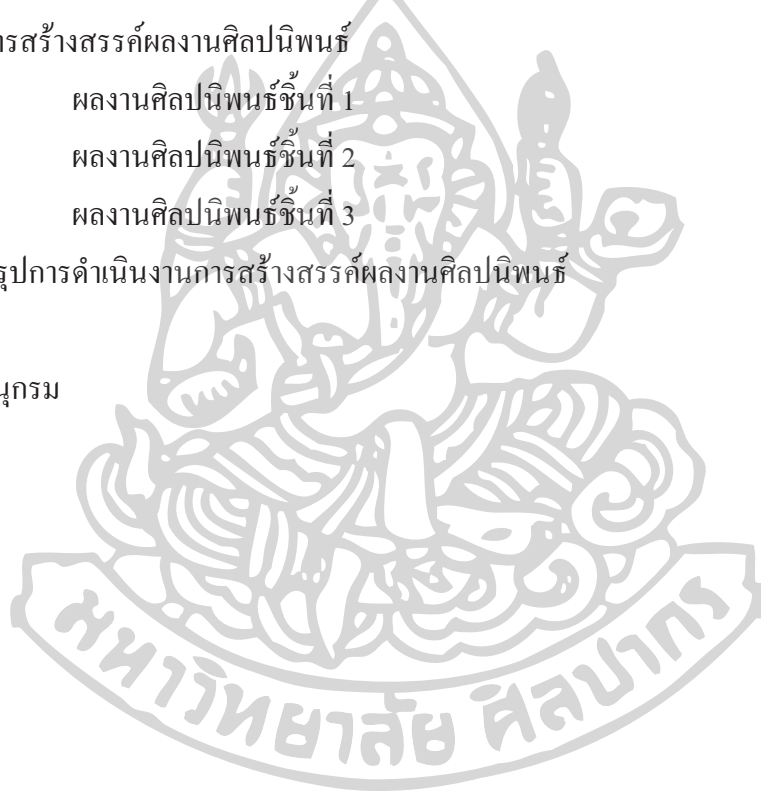 ารสร้างสรรค์ผลงานศิลปนิพนธ์
ผลงานศิลปนิพนธ์ชิ้นที่ 1
ผลงานศิลปนิพนธ์ชิ้นที่ 2
ผลงานศิลปนิพนธ์ชิ้นที่ 3
รุปการดำเนินงานการสร้างสรรค์ผลงานศิลปนิพนธ์
นุกรม
มหาวิทยาลัย ศิลปากร